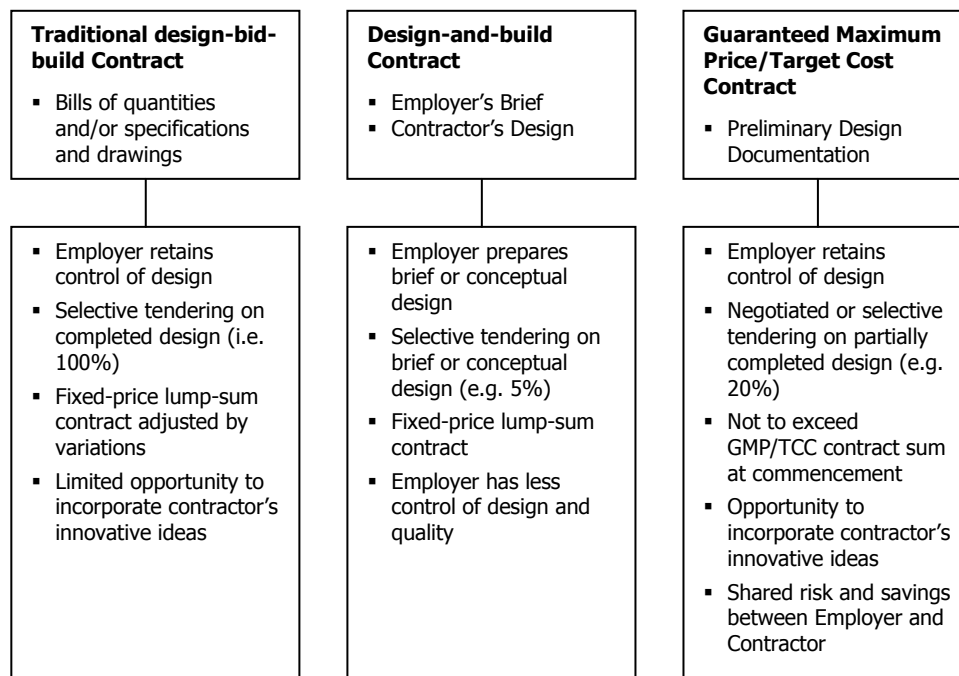 Traditional design-bid-
build Contract
▪ Bills of quantities
and/or specifications
and drawings
Design-and-build
Contract
▪ Employer’s Brief
▪ Contractor’s Design
Guaranteed Maximum
Price/Target Cost
Contract
▪ Preliminary Design
Documentation
▪ Employer retains
control of design
▪ Selective tendering on
completed design (i.e.
100%)
▪ Fixed-price lump-sum
contract adjusted by
variations
▪ Limited opportunity to
incorporate contractor’s
innovative ideas
▪ Employer prepares
brief or conceptual
design
▪ Selective tendering on
brief or conceptual
design (e.g. 5%)
▪ Fixed-price lump-sum
contract
▪ Employer has less
control of design and
quality
▪ Employer retains
control of design
▪ Negotiated or selective
tendering on partially
completed design (e.g.
20%)
▪ Not to exceed
GMP/TCC contract sum
at commencement
▪ Opportunity to
incorporate contractor’s
innovative ideas
▪ Shared risk and savings
between Employer and
Contractor